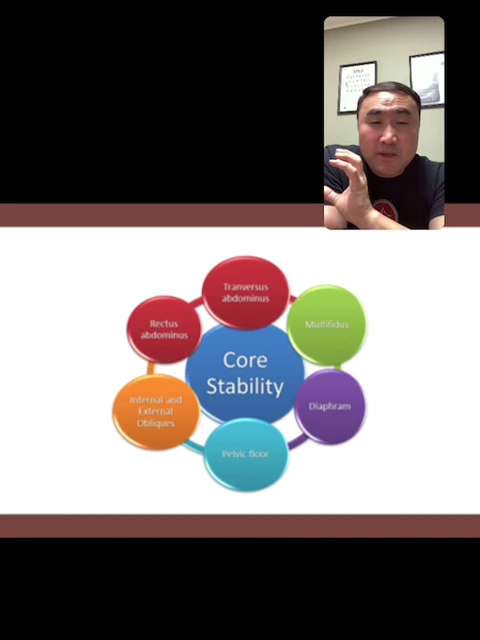 Tranversus
abdominus
Rectus
abdominus
Multifidus
Core
Stability
Internal and
External
Obliques
Diaphram
Pelvic floor